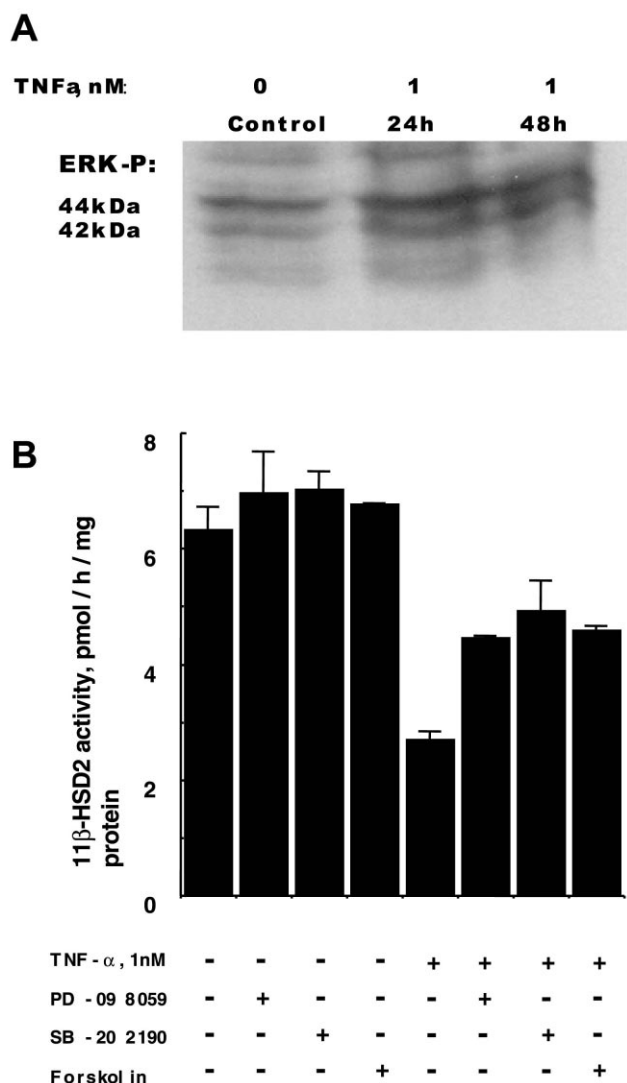 A
TNFa, nM: 0 1 1
Control 24h 48h
ERK-P:
44kDa
42kDa
B
8
6
4
2
0
11β-HSD2 activity, pmol / h / mg
protein
TNF - α, 1nM - - - - + + + +
PD - 09 8059 - + - - - + - -
SB - 20 2190 - - + - - - + -
Forskol in - - - + - - - +